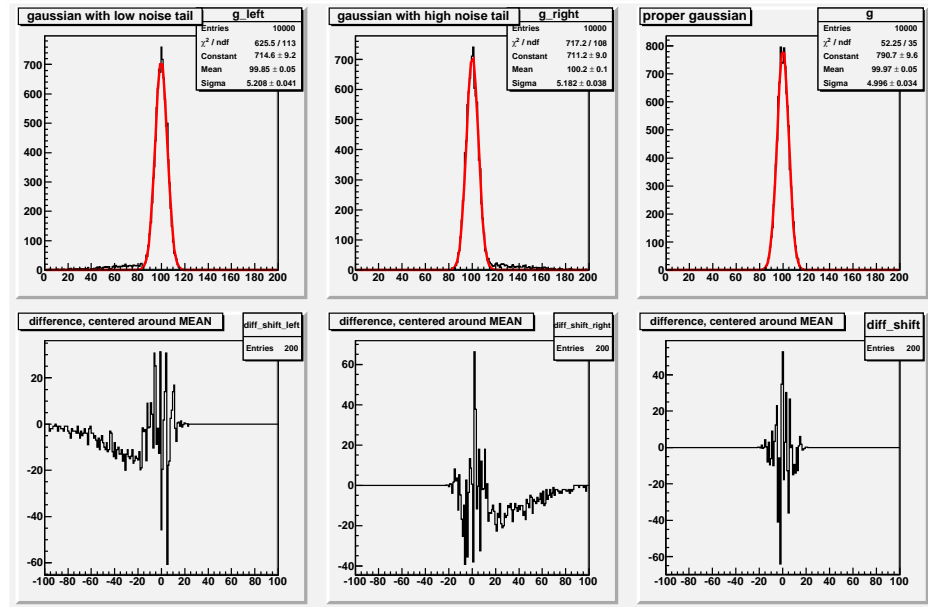 gaussian with low noise tail
g_left
Entries 10000
χ² / ndf 625.5 / 113
Constant 714.6 ± 9.2
Mean 99.85 ± 0.05
Sigma 5.208 ± 0.041
700
600
500
400
300
200
100
0
0 20 40 60 80 100 120 140 160 180 200
gaussian with high noise tail
g_right
Entries 10000
χ² / ndf 717.2 / 108
Constant 711.2 ± 9.0
Mean 100.2 ± 0.1
Sigma 5.182 ± 0.038
700
600
500
400
300
200
100
0
0 20 40 60 80 100 120 140 160 180 200
proper gaussian
g
Entries 10000
χ² / ndf 52.25 / 35
Constant 790.7 ± 9.6
Mean 99.97 ± 0.05
Sigma 4.996 ± 0.034
800
700
600
500
400
300
200
100
0
0 20 40 60 80 100 120 140 160 180 200
difference, centered around MEAN
diff_shift_left
Entries 200
20
0
-20
-40
-60
-100 -80 -60 -40 -20 0 20 40 60 80 100
difference, centered around MEAN
diff_shift_right
Entries 200
60
40
20
0
-20
-40
-100 -80 -60 -40 -20 0 20 40 60 80 100
difference, centered around MEAN
diff_shift
Entries 200
40
20
0
-20
-40
-60
-100 -80 -60 -40 -20 0 20 40 60 80 100